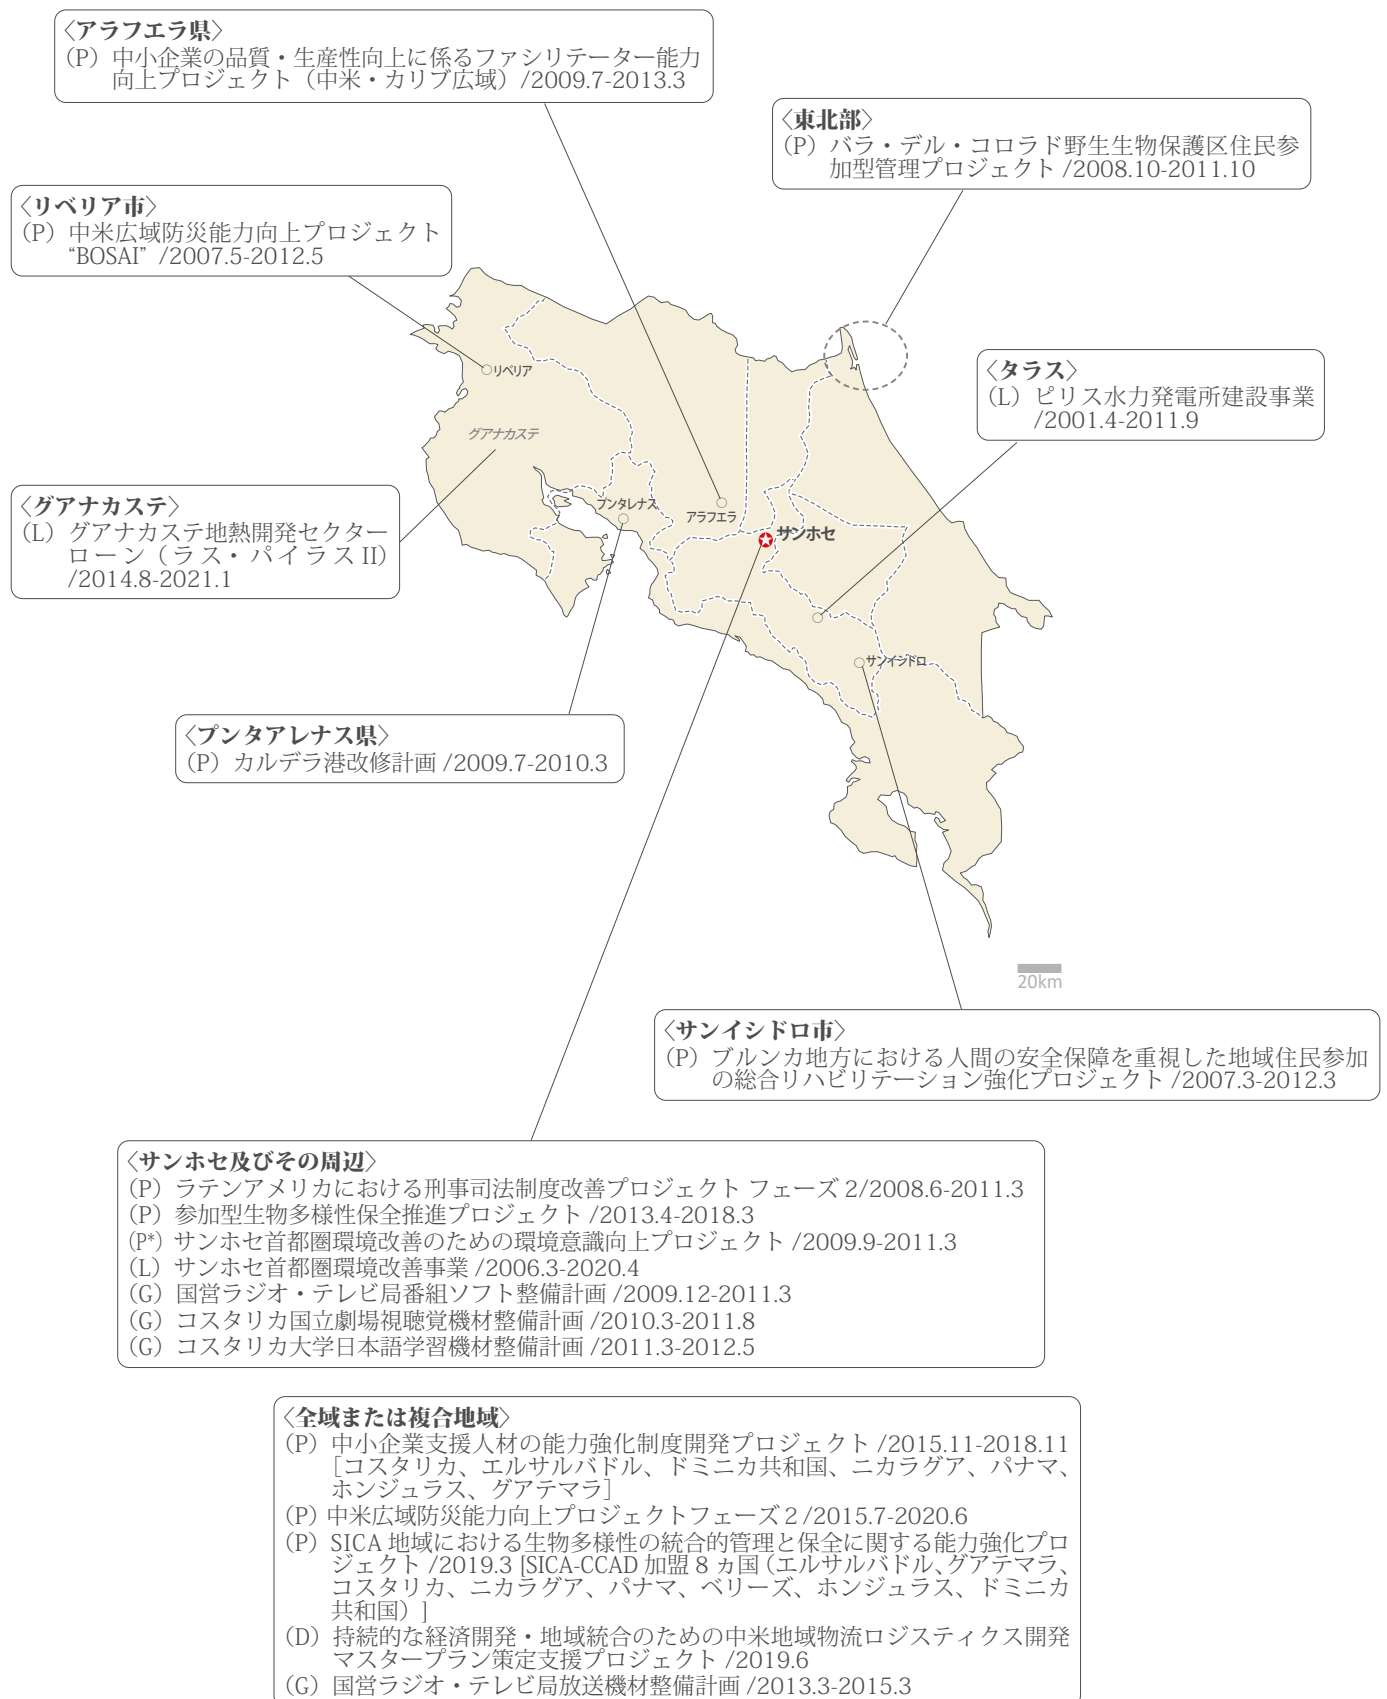 〈アラフエラ県〉
（P）中小企業の品質・生産性向上に係るファシリテーター能力
向上プロジェクト（中米・カリブ広域）/2009.7-2013.3
〈東北部〉
（P）バラ・デル・コロラド野生生物保護区住民参
加型管理プロジェクト /2008.10-2011.10
〈リベリア市〉
（P）中米広域防災能力向上プロジェクト
“BOSAI” /2007.5-2012.5
リベリア
〈タラス〉
（L）ピリス水力発電所建設事業
/2001.4-2011.9
グアナカステ
〈グアナカステ〉
（L）グアナカステ地熱開発セクター
ローン（ラス・パイラス II）
/2014.8-2021.1
プンタレナス
アラフエラ
サンホセ
サンイシドロ
〈プンタアレナス県〉
（P）カルデラ港改修計画 /2009.7-2010.3
20km
〈サンイシドロ市〉
（P）ブルンカ地方における人間の安全保障を重視した地域住民参加
の総合リハビリテーション強化プロジェクト /2007.3-2012.3
〈サンホセ及びその周辺〉
（P）ラテンアメリカにおける刑事司法制度改善プロジェクト フェーズ 2/2008.6-2011.3
（P）参加型生物多様性保全推進プロジェクト /2013.4-2018.3
（P*）サンホセ首都圏環境改善のための環境意識向上プロジェクト /2009.9-2011.3
（L）サンホセ首都圏環境改善事業 /2006.3-2020.4
（G）国営ラジオ・テレビ局番組ソフト整備計画 /2009.12-2011.3
（G）コスタリカ国立劇場視聴覚機材整備計画 /2010.3-2011.8
（G）コスタリカ大学日本語学習機材整備計画 /2011.3-2012.5
〈全域または複合地域〉
（P）中小企業支援人材の能力強化制度開発プロジェクト /2015.11-2018.11
［コスタリカ、エルサルバドル、ドミニカ共和国、ニカラグア、パナマ、
ホンジュラス、グアテマラ］
（P）中米広域防災能力向上プロジェクトフェーズ 2 /2015.7-2020.6
（P）SICA 地域における生物多様性の統合的管理と保全に関する能力強化プロ
ジェクト /2019.3 [SICA-CCAD 加盟 8 ヵ国（エルサルバドル、グアテマラ、
コスタリカ、ニカラグア、パナマ、ベリーズ、ホンジュラス、ドミニカ
共和国）]
（D）持続的な経済開発・地域統合のための中米地域物流ロジスティクス開発
マスタープラン策定支援プロジェクト /2019.6
（G）国営ラジオ・テレビ局放送機材整備計画 /2013.3-2015.3